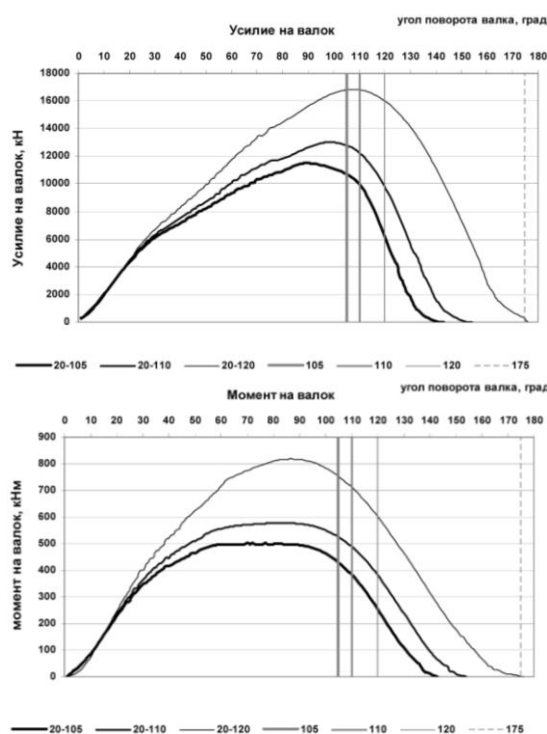 Усилие на валок
угол поворота валка, град
0 10 20 30 40 50 60 70 80 90 100 110 120 130 140 150 160 170 180
Усилие на валок, кН
18000
16000
14000
12000
10000
8000
6000
4000
2000
0
20-105 20-110 20-120 105 110 120 175
Момент на валок
угол поворота валка, град
0 10 20 30 40 50 60 70 80 90 100 110 120 130 140 150 160 170 180
момент на валок, кНм
900
800
700
600
500
400
300
200
100
0
20-105 20-110 20-120 105 110 120 175